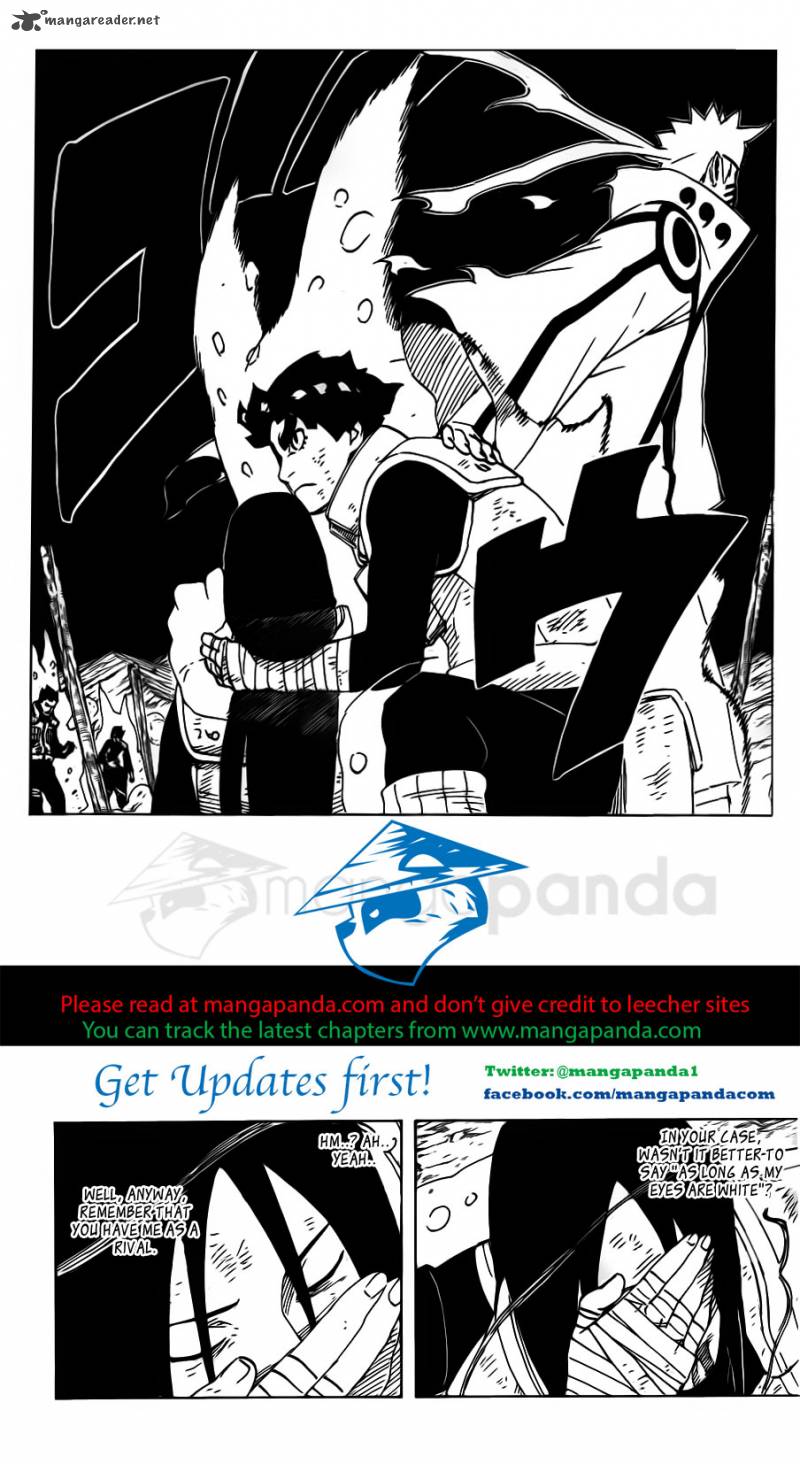 mangareader.net
ョ
ウ
mangapanda
Please read at mangapanda.com and don't give credit to leecher sites
You can track the latest chapters from www.mangapanda.com
Get Updates first!
Twitter: @mangapanda1
facebook.com/mangapandacom
IN YOUR CASE,
WASN'T IT BETTER TO
SAY "AS LONG AS MY
EYES ARE WHITE"?
HM..? AH..
YEAH..
WELL, ANYWAY,
REMEMBER THAT
YOU HAVE ME AS A
RIVAL.